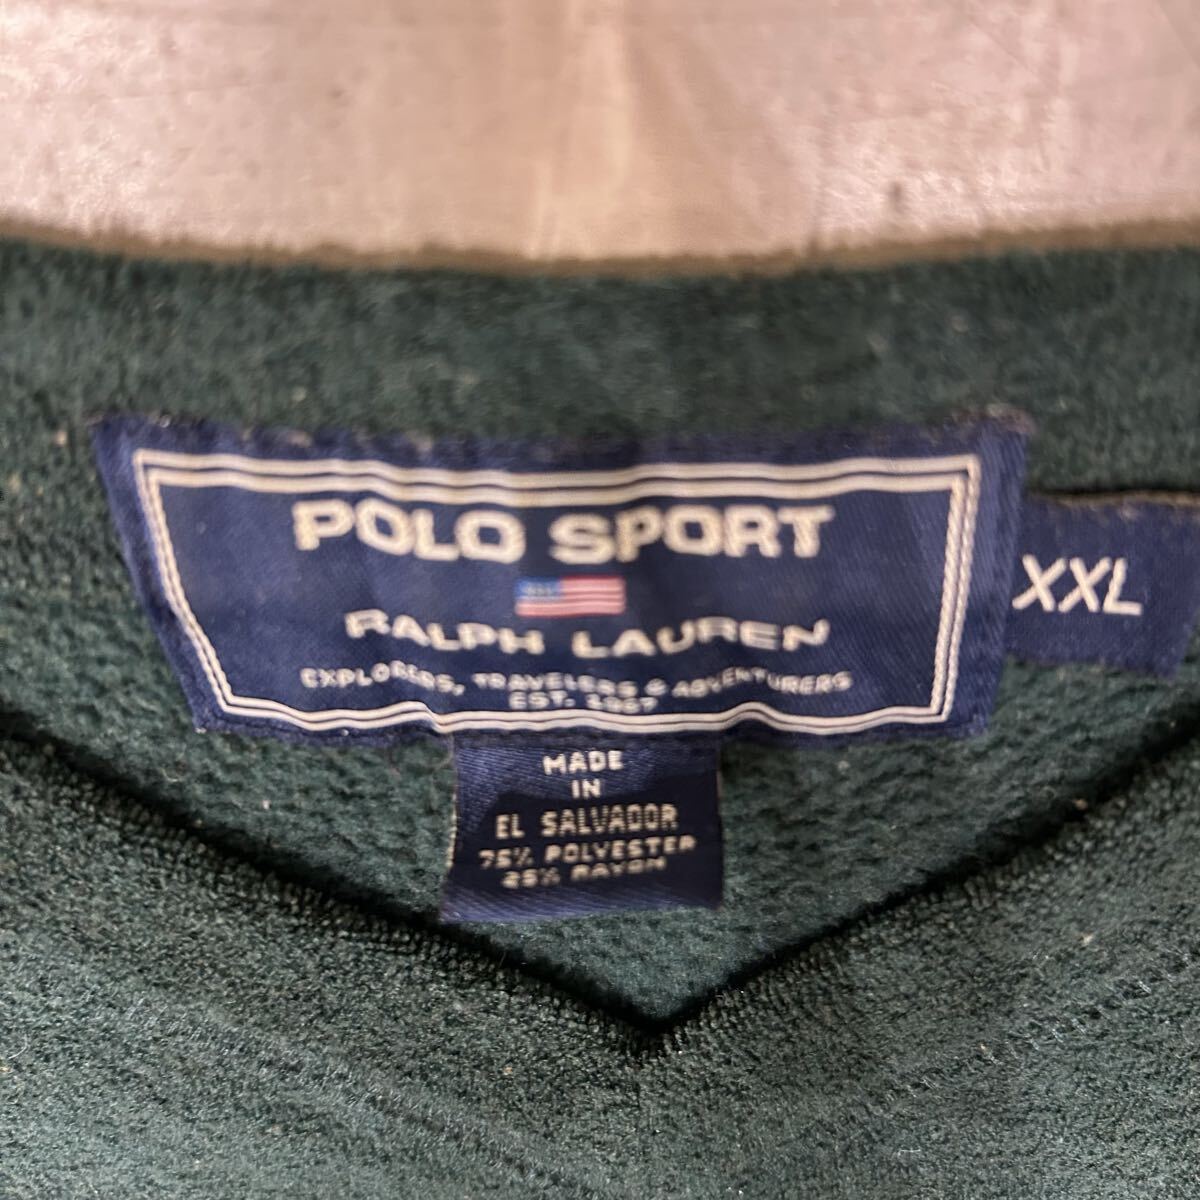 POLO SPORT
RALPH LAUREN
EXPLORERS, TRAVELERS & ADVENTURERS
EST. 1967
XXL
MADE
IN
EL SALVADOR
75% POLYESTER
25% RAYON